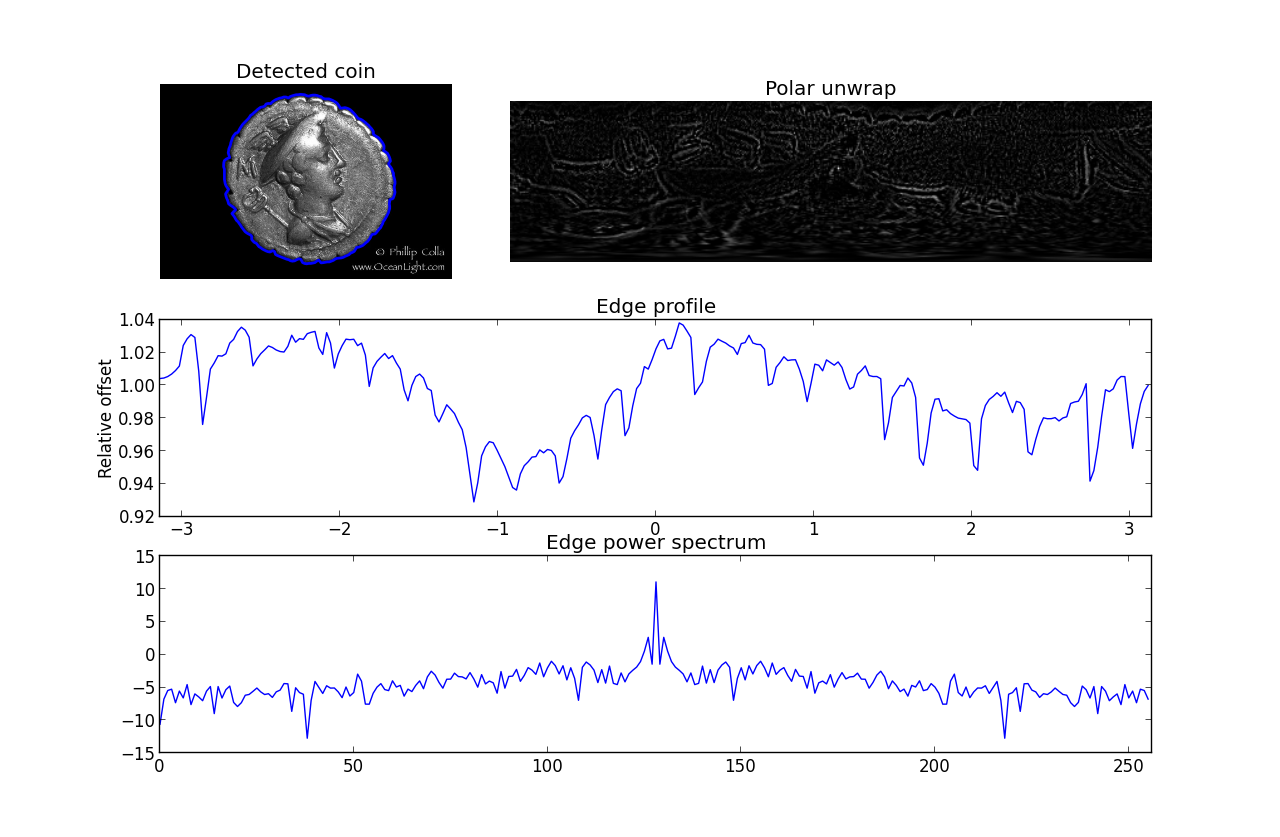 Detected coin
Polar unwrap
M
© Phillip Colla
www.OceanLight.com
Edge profile
1.04
1.02
1.00
0.98
0.96
0.94
0.92
Relative offset
−3 −2 −1 0 1 2 3
Edge power spectrum
15
10
5
0
−5
−10
−15
0 50 100 150 200 250